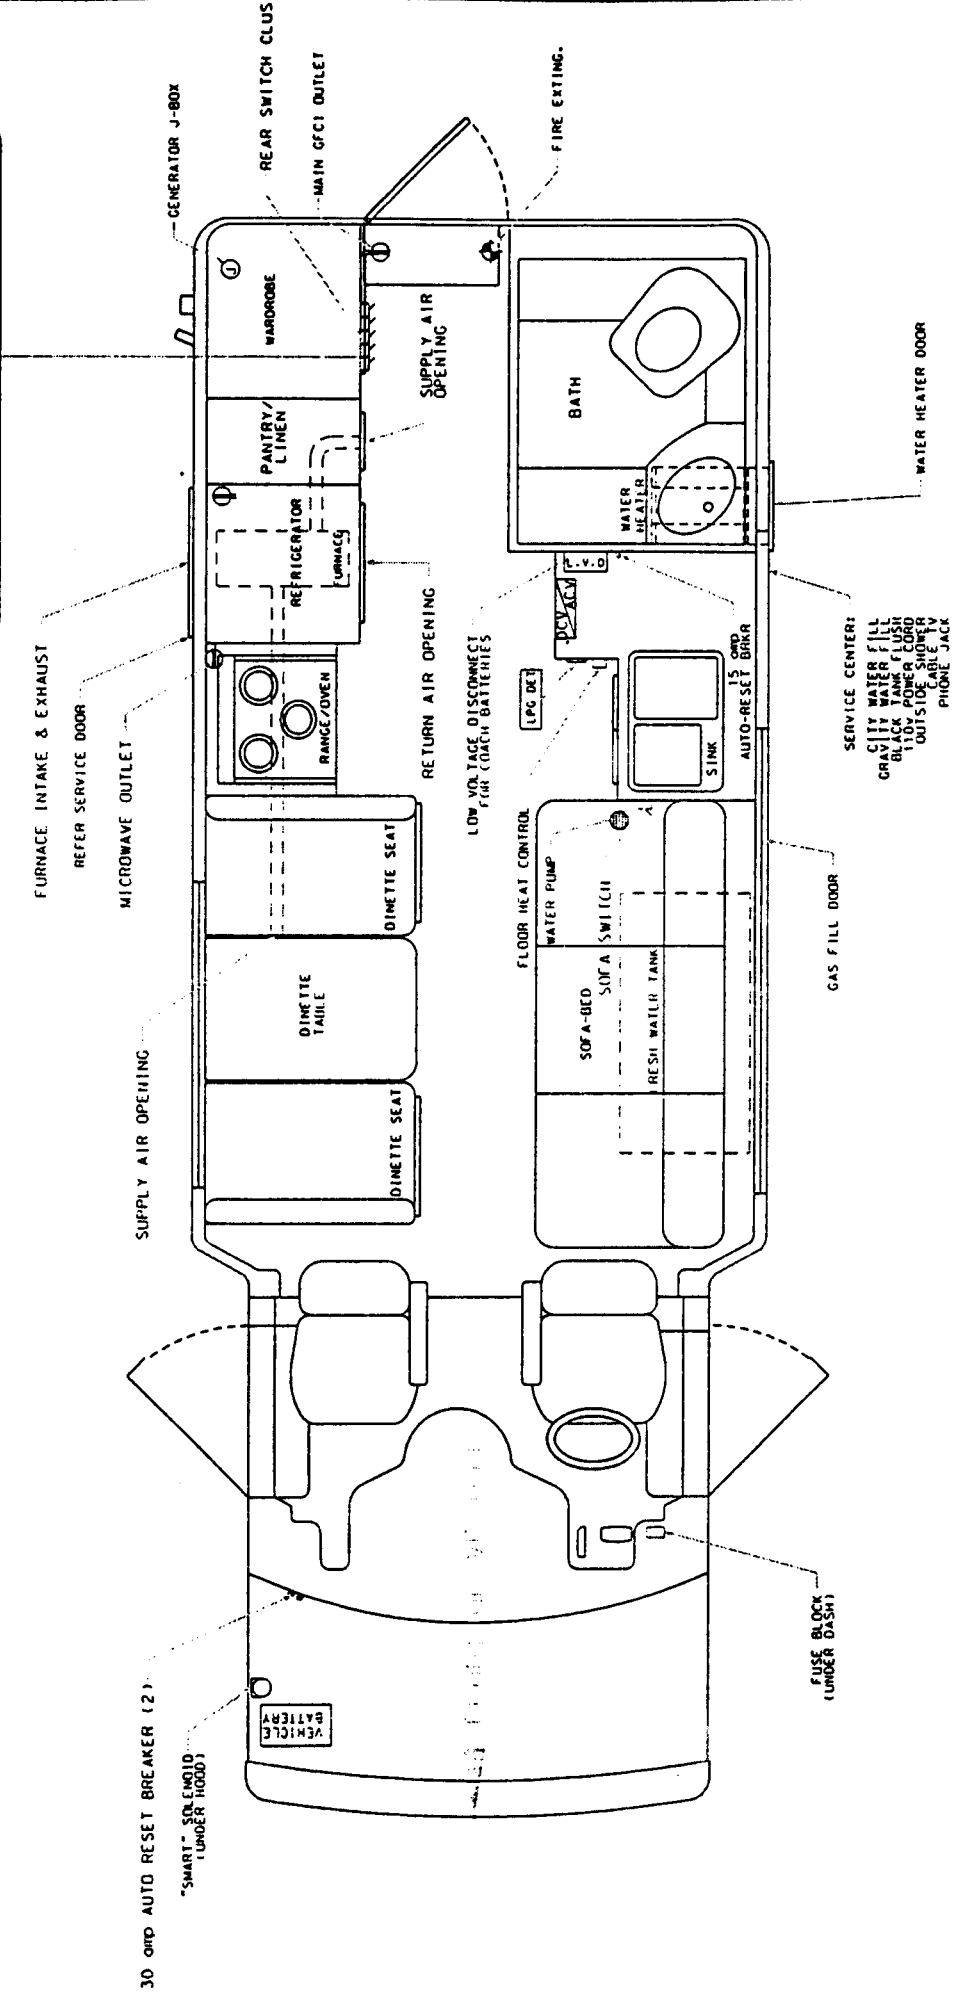 GENERATOR J-BOX
REAR SWITCH CLUS
MAIN GFCI OUTLET
FIRE EXTING.
J
WARDROBE
SUPPLY AIR
OPENING
PANTRY/
LINEN
BATH
WATER
HEATER
WATER HEATER DOOR
FURNACE INTAKE & EXHAUST
REFER SERVICE DOOR
MICROWAVE OUTLET
REFRIGERATOR
FURNACE
RANGE/OVEN
RETURN AIR OPENING
L.V.D
DCV
ACV
LPG DET
LOW VOLTAGE DISCONNECT
FOR COACH BATTERIES
SINK
15 amp
AUTO-RESET BRKR
SERVICE CENTER:
CITY WATER FILL
GRAVITY WATER FILL
BLACK TANK FLUSH
110V POWER CORD
OUTSIDE SHOWER
CABLE TV
PHONE JACK
SUPPLY AIR OPENING
DINETTE SEAT
DINETTE
TABLE
DINETTE SEAT
FLOOR HEAT CONTROL
WATER PUMP
SWITCH
SOFA
SOFA-BED
RESH WATER TANK
GAS FILL DOOR
30 amp AUTO RESET BREAKER (2)
"SMART" SOLENOID
(UNDER HOOD)
VEHICLE
BATTERY
FUSE BLOCK
(UNDER DASH)